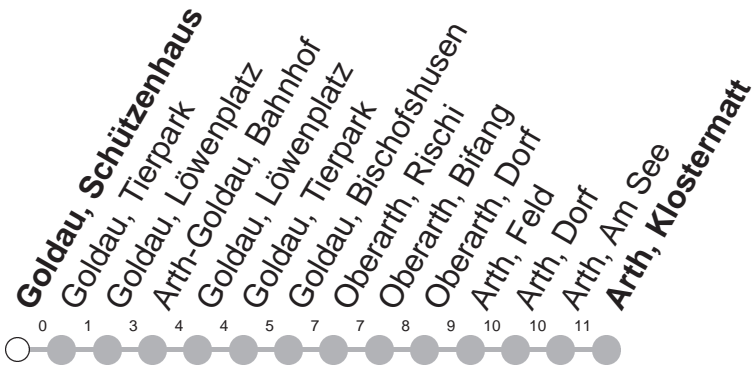 Goldau, Schützenhaus
Goldau, Tierpark
Goldau, Löwenplatz
Arth-Goldau, Bahnhof
Goldau, Löwenplatz
Goldau, Tierpark
Goldau, Bischofshusen
Oberarth, Rischi
Oberarth, Bifang
Oberarth, Dorf
Arth, Feld
Arth, Dorf
Arth, Am See
Arth, Klostermatt
0 1 3 4 4 5 7 7 8 9 10 10 11